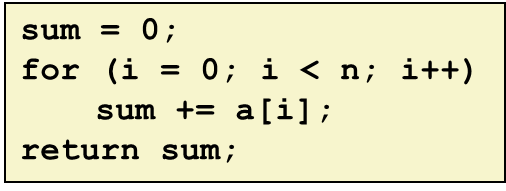 sum = 0;
for (i = 0; i < n; i++)
    sum += a[i];
return sum;